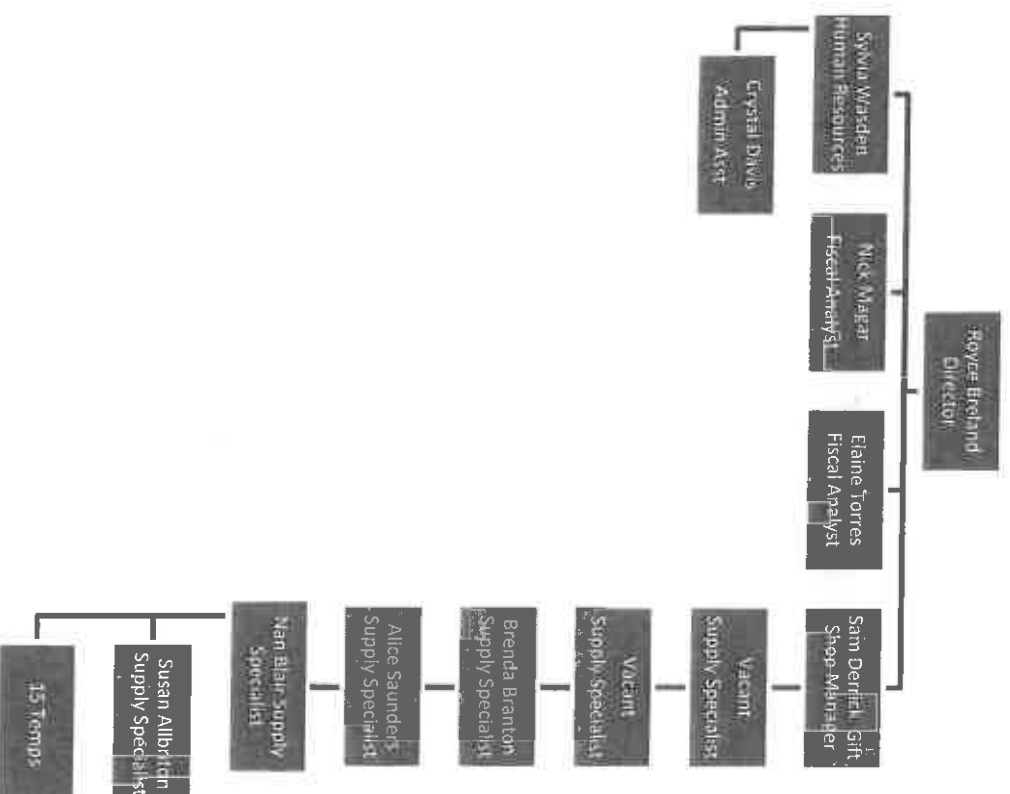 Royce Breland
Director
Sylvia Wasden
Human Resources
Crystal Davis
Admin Asst
Nick Magar
Fiscal Analyst
Elaine Torres
Fiscal Analyst
Sam Derrick Gift
Shop Manager
Vacant
Supply Specialist
Vacant
Supply Specialist
Brenda Branton
Supply Specialist
Alice Saunders
Supply Specialist
Nan Blair-Supply
Specialist
Susan Allbritton
Supply Specialist
15 Temps